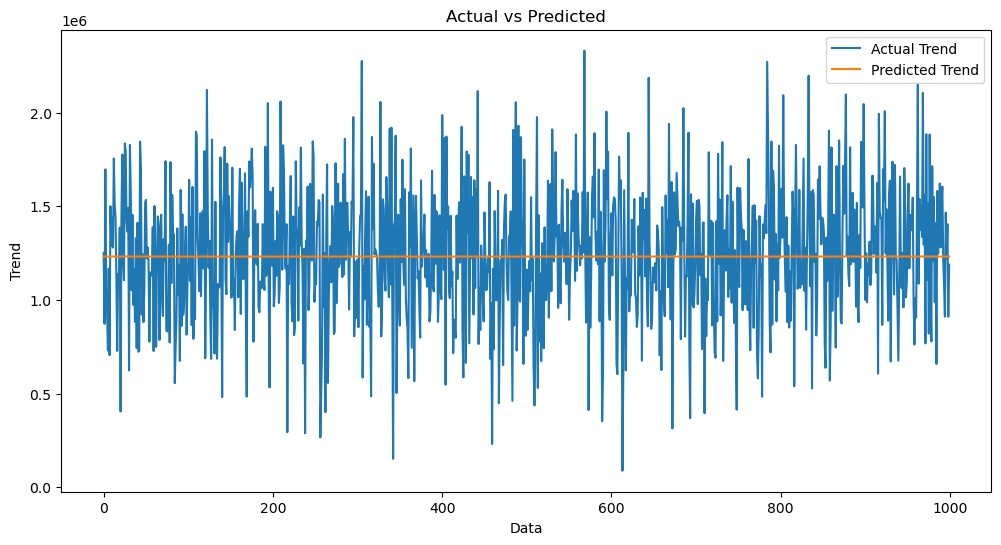 Actual vs Predicted
1e6
Actual Trend
Predicted Trend
2.0
1.5
1.0
0.5
0.0
Trend
0 200 400 600 800 1000
Data